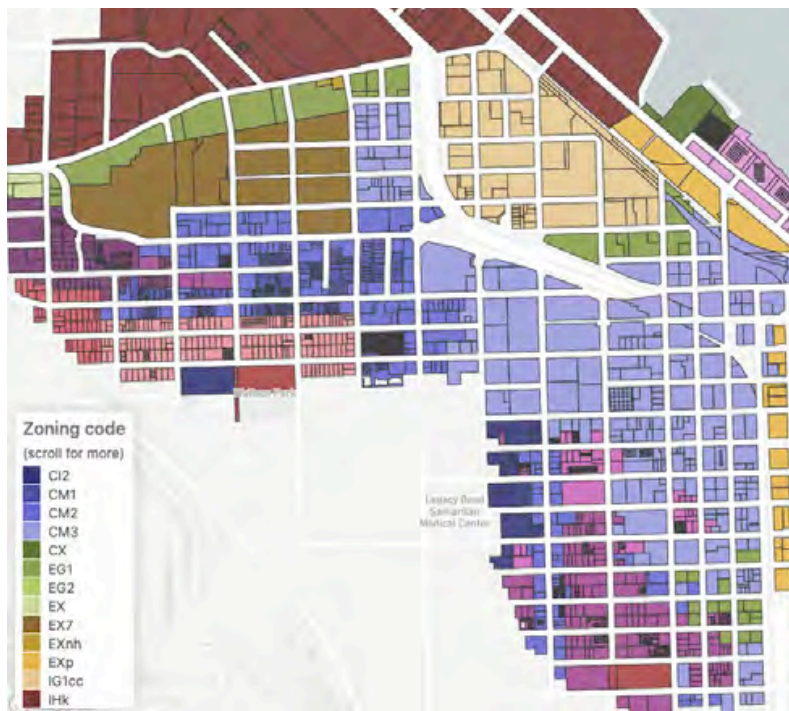 Park
Zoning code
(scroll for more)
CI2
CM1
CM2
CM3
CX
EG1
EG2
EX
EX7
EXnh
EXp
IG1cc
IHk
Legacy Good
Samaritan
Medical Center